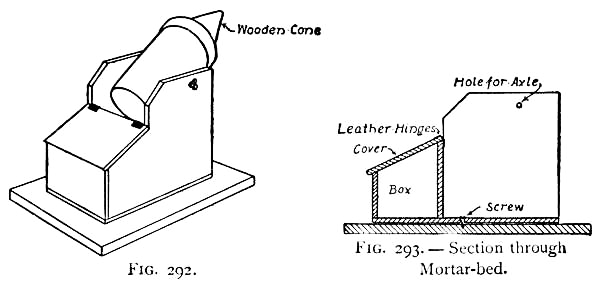 Wooden Cone
FIG. 292.
Hole for Axle
Leather Hinges
Cover
Box
Screw
FIG. 293. — Section through
Mortar-bed.